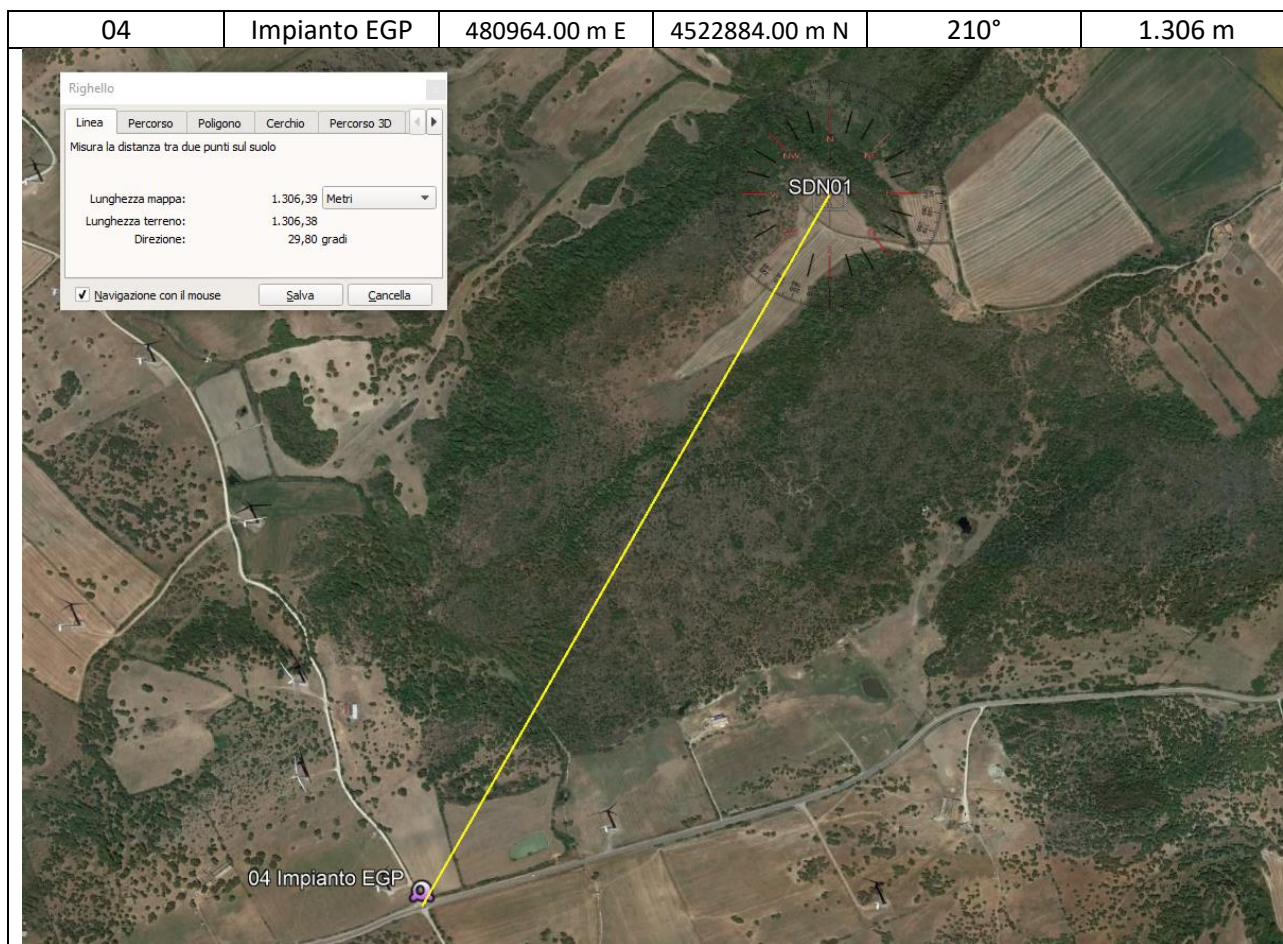 04 Impianto EGP 480964.00 m E 4522884.00 m N 210° 1.306 m
Righello
Linea Percorso Poligono Cerchio Percorso 3D
Misura la distanza tra due punti sul suolo
Lunghezza mappa: 1.306,39 Metri
Lunghezza terreno: 1.306,38
Direzione: 29,80 gradi
Navigazione con il mouse Salva Cancella
N
NW
SDN01
04 Impianto EGP